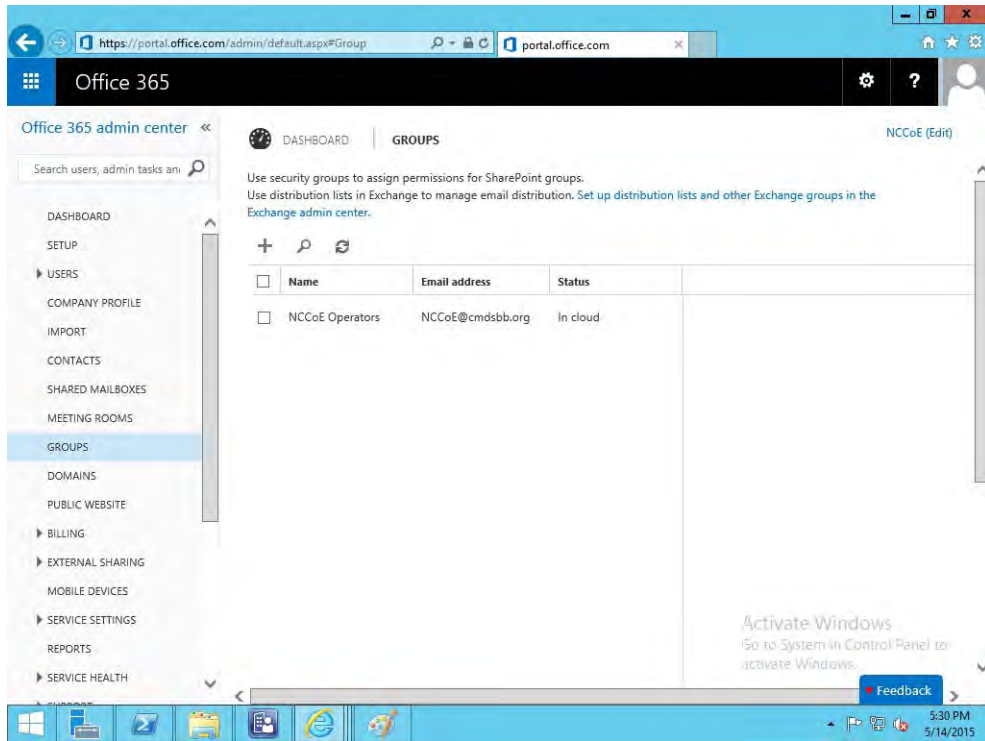 https://portal.office.com/admin/default.aspx#Group
portal.office.com
Office 365
?
Office 365 admin center «
Search users, admin tasks an
DASHBOARD
SETUP
USERS
COMPANY PROFILE
IMPORT
CONTACTS
SHARED MAILBOXES
MEETING ROOMS
GROUPS
DOMAINS
PUBLIC WEBSITE
BILLING
EXTERNAL SHARING
MOBILE DEVICES
SERVICE SETTINGS
REPORTS
SERVICE HEALTH
DASHBOARD GROUPS
NCCoE (Edit)
Use security groups to assign permissions for SharePoint groups.
Use distribution lists in Exchange to manage email distribution. Set up distribution lists and other Exchange groups in the
Exchange admin center.
Name Email address Status
NCCoE Operators NCCoE@cmdsbb.org In cloud
Activate Windows
Go to System in Control Panel to
activate Windows.
Feedback
5:30 PM
5/14/2015